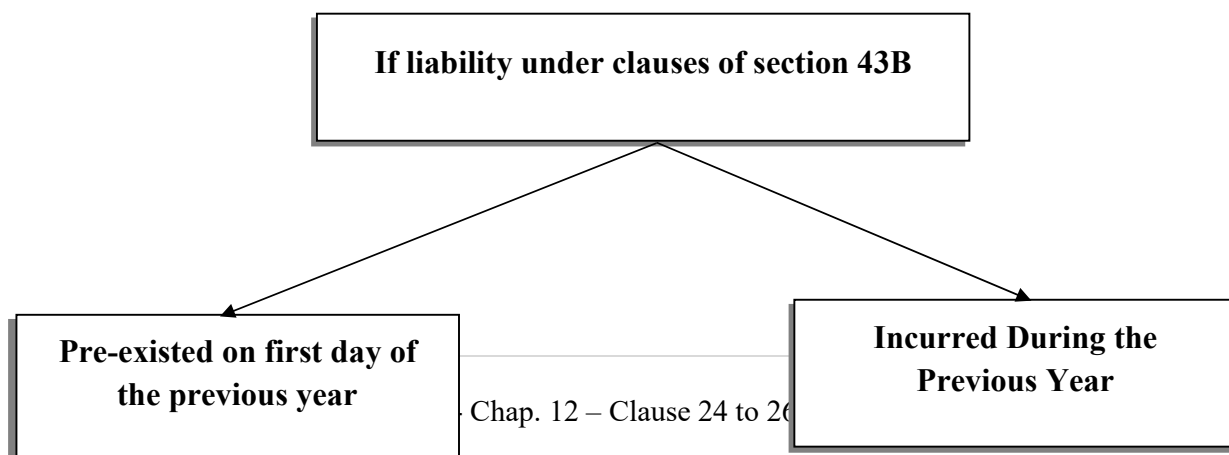 If liability under clauses of section 43B
Pre-existed on first day of
the previous year
Incurred During the
Previous Year
Chap. 12 – Clause 24 to 26